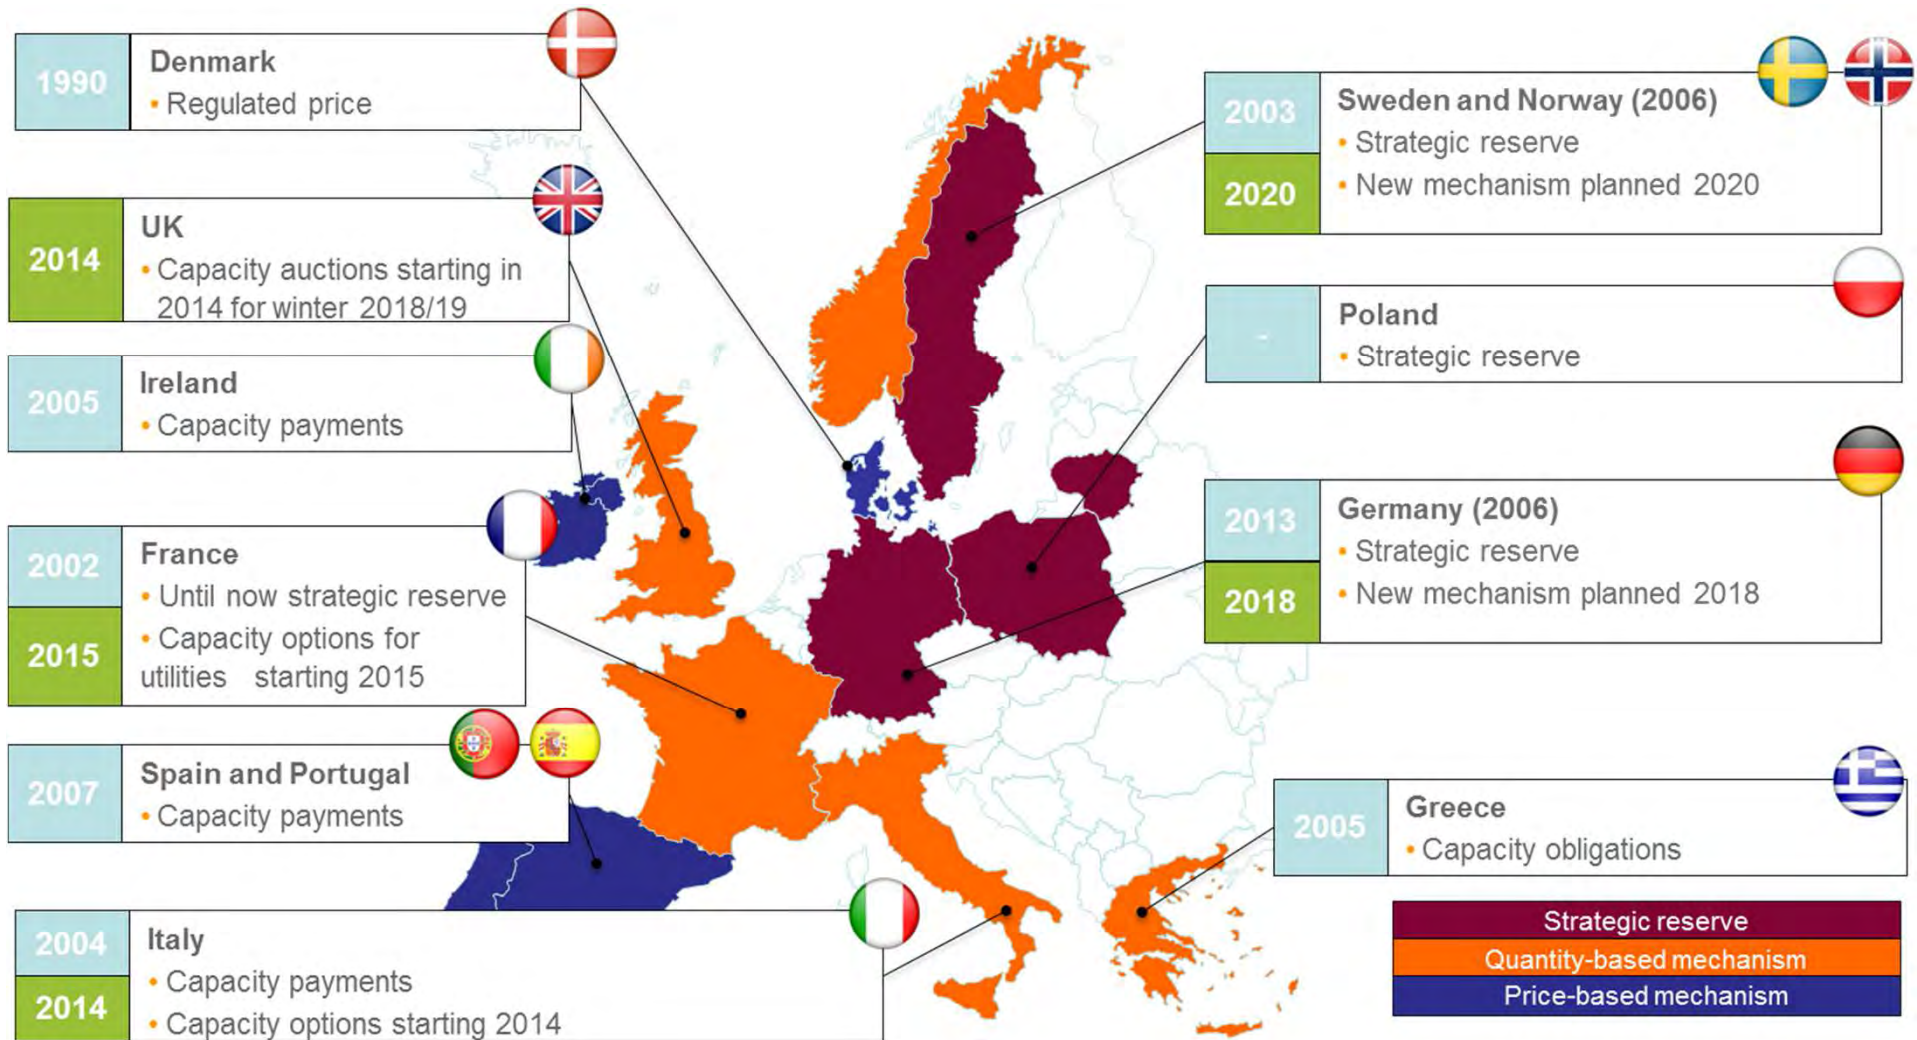 1990
Denmark
• Regulated price
2014
UK
• Capacity auctions starting in
2014 for winter 2018/19
2005
Ireland
• Capacity payments
2002
2015
France
• Until now strategic reserve
• Capacity options for
utilities starting 2015
2007
Spain and Portugal
• Capacity payments
2004
2014
Italy
• Capacity payments
• Capacity options starting 2014
2003
2020
Sweden and Norway (2006)
• Strategic reserve
• New mechanism planned 2020
-
Poland
• Strategic reserve
2013
2018
Germany (2006)
• Strategic reserve
• New mechanism planned 2018
2005
Greece
• Capacity obligations
Strategic reserve
Quantity-based mechanism
Price-based mechanism